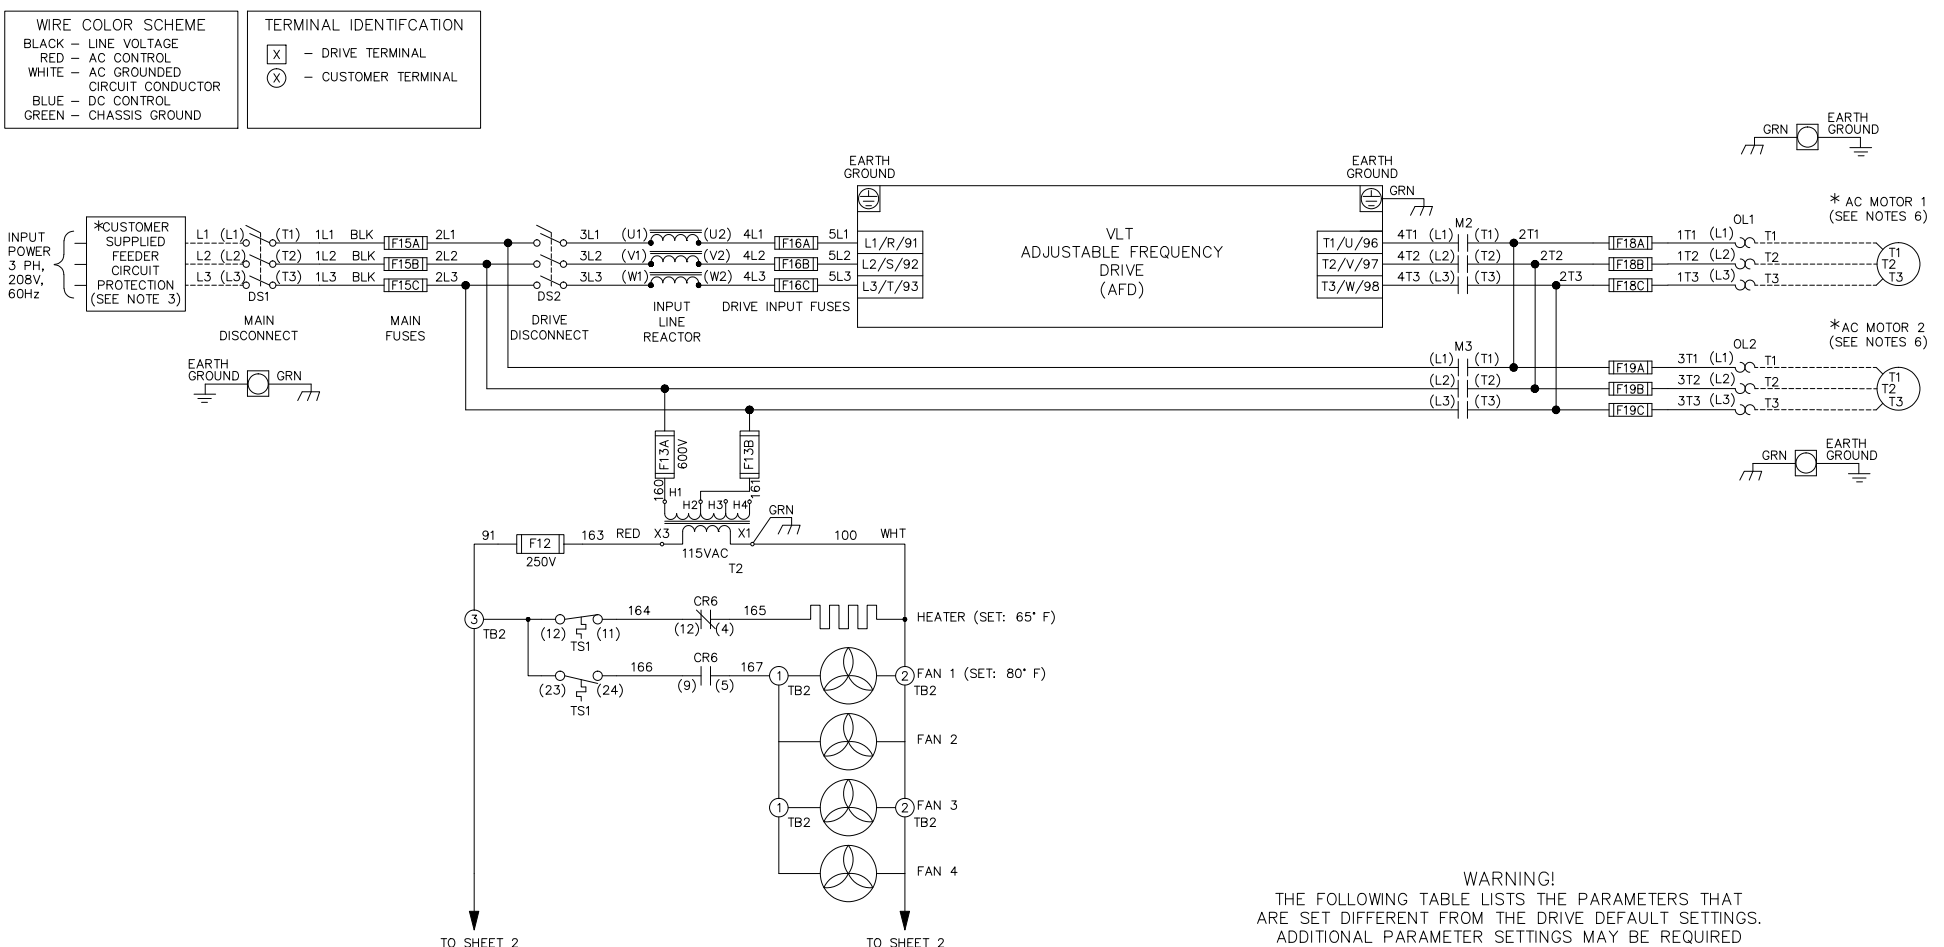 WIRE COLOR SCHEME
BLACK – LINE VOLTAGE
RED – AC CONTROL
WHITE – AC GROUNDED
CIRCUIT CONDUCTOR
BLUE – DC CONTROL
GREEN – CHASSIS GROUND
TERMINAL IDENTIFCATION
X – DRIVE TERMINAL
X – CUSTOMER TERMINAL
INPUT
POWER
3 PH,
208V,
60Hz
*CUSTOMER
SUPPLIED
FEEDER
CIRCUIT
PROTECTION
(SEE NOTE 3)
L1 (L1) (T1) 1L1 BLK F15A 2L1
L2 (L2) (T2) 1L2 BLK F15B 2L2
L3 (L3) (T3) 1L3 BLK F15C 2L3
DS1
MAIN
DISCONNECT
MAIN
FUSES
3L1 (U1) (U2) 4L1 F16A 5L1
3L2 (V1) (V2) 4L2 F16B 5L2
3L3 (W1) (W2) 4L3 F16C 5L3
DS2
DRIVE
DISCONNECT
INPUT
LINE
REACTOR
DRIVE INPUT FUSES
EARTH
GROUND
L1/R/91
L2/S/92
L3/T/93
VLT
ADJUSTABLE FREQUENCY
DRIVE
(AFD)
EARTH
GROUND
GRN
T1/U/96
T2/V/97
T3/W/98
M2
4T1 (L1) (T1) 2T1 F18A 1T1 (L1) T1
4T2 (L2) (T2) 2T2 F18B 1T2 (L2) T2
4T3 (L3) (T3) 2T3 F18C 1T3 (L3) T3
OL1
GRN
EARTH
GROUND
* AC MOTOR 1
(SEE NOTES 6)
T1
T2
T3
M3
(L1) (T1) F19A 3T1 (L1) T1
(L2) (T2) F19B 3T2 (L2) T2
(L3) (T3) F19C 3T3 (L3) T3
OL2
*AC MOTOR 2
(SEE NOTES 6)
T1
T2
T3
GRN
EARTH
GROUND
EARTH
GROUND
GRN
F13A
600V
F13B
160
161
H1
H2 H3 H4
GRN
91 F12 163 RED X3 X1 100 WHT
250V
115VAC
T2
3
TB2
(12) (11)
TS1
164
CR6
(12) (4)
165
HEATER (SET: 65° F)
(23) (24)
TS1
166
CR6
(9) (5)
167
1
TB2
2
TB2
FAN 1 (SET: 80° F)
FAN 2
1
TB2
2
TB2
FAN 3
FAN 4
TO SHEET 2
TO SHEET 2
WARNING!
THE FOLLOWING TABLE LISTS THE PARAMETERS THAT
ARE SET DIFFERENT FROM THE DRIVE DEFAULT SETTINGS.
ADDITIONAL PARAMETER SETTINGS MAY BE REQUIRED